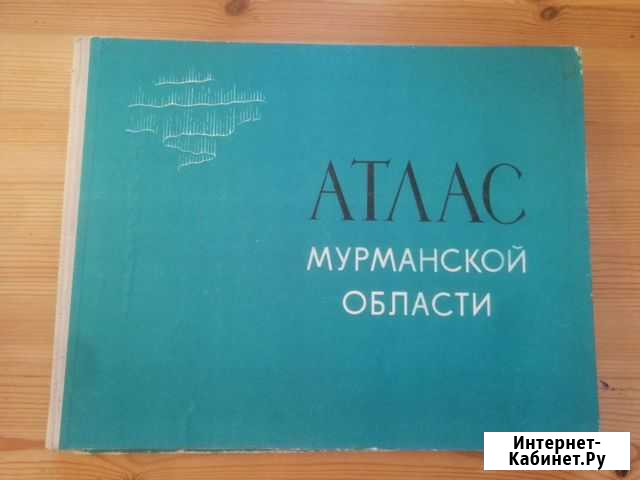 АТЛАС
МУРМАНСКОЙ
ОБЛАСТИ
Интернет-
Кабинет.Ру